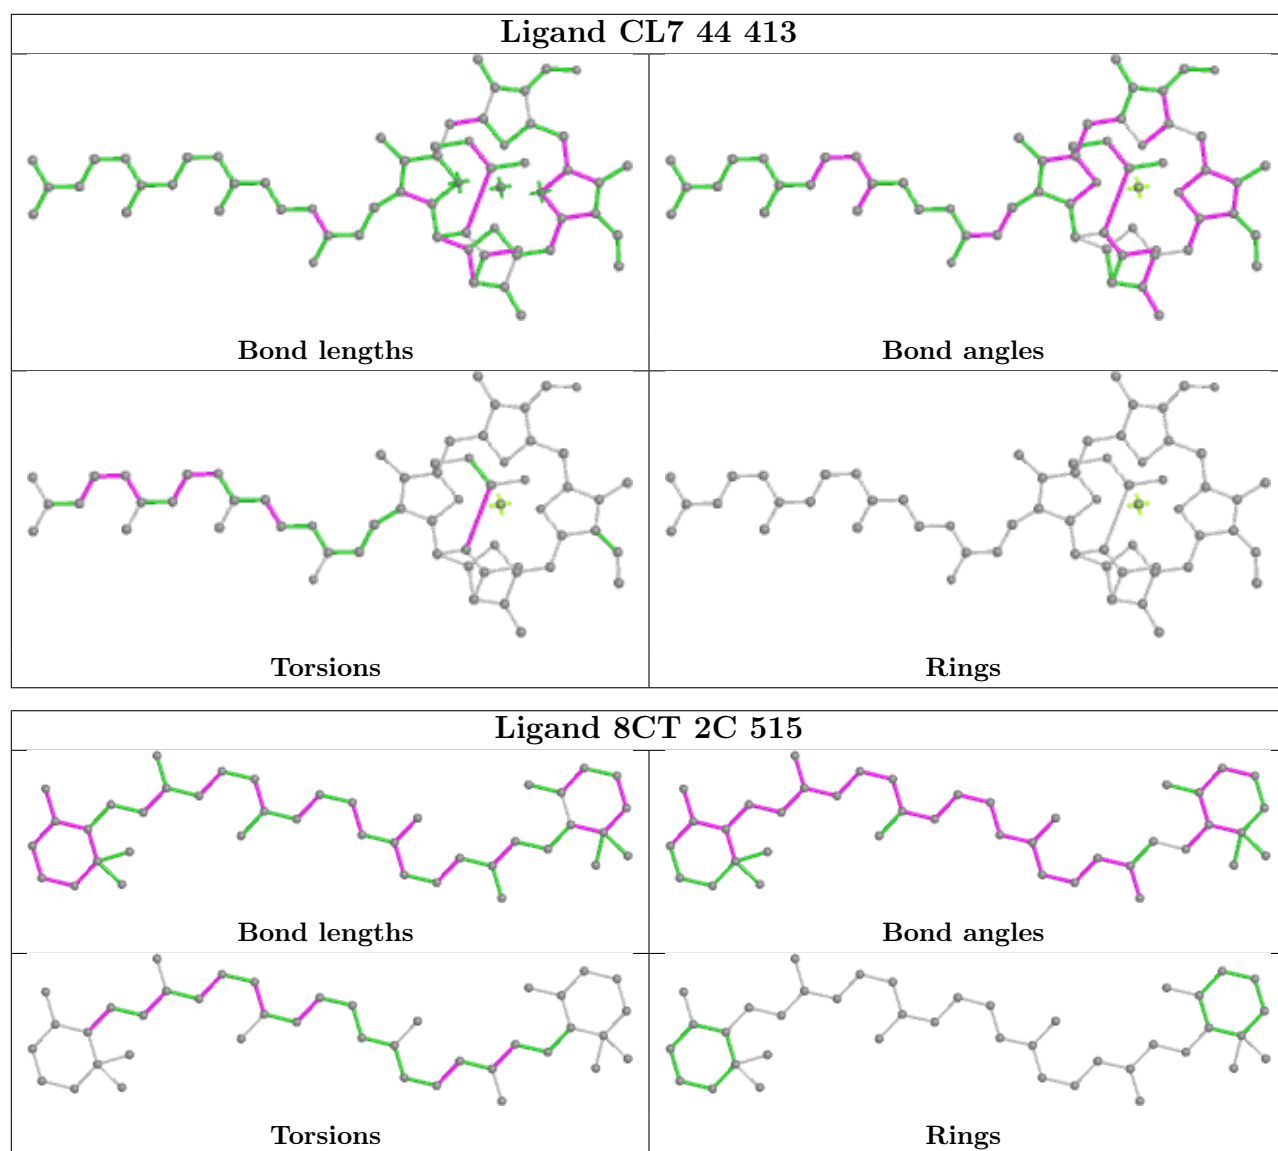 Ligand CL7 44 413
Bond lengths
Bond angles
Torsions
Rings
Ligand 8CT 2C 515
Bond lengths
Bond angles
Torsions
Rings